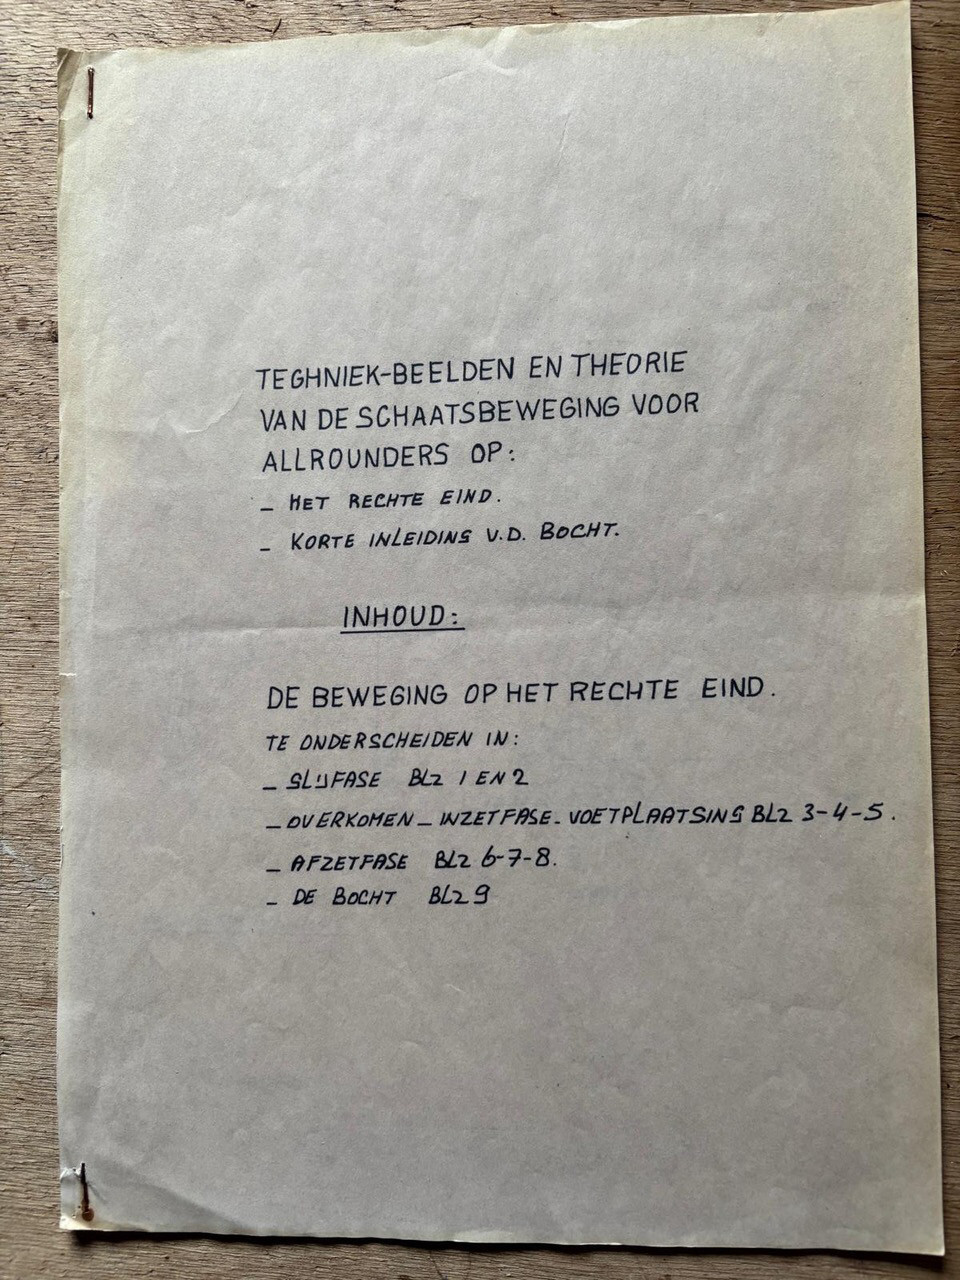 TEGHNIEK-BEELDEN EN THEORIE
VAN DE SCHAATSBEWEGING VOOR
ALLROUNDERS OP:
- HET RECHTE EIND.
- KORTE INLEIDING V.D. BOCHT.
INHOUD:
DE BEWEGING OP HET RECHTE EIND.
TE ONDERSCHEIDEN IN:
- GLIJFASE BLZ 1 EN 2
- OVERKOMEN - INZETFASE - VOETPLAATSING BLZ 3-4-5.
- AFZETFASE BLZ 6-7-8.
- DE BOCHT BLZ 9